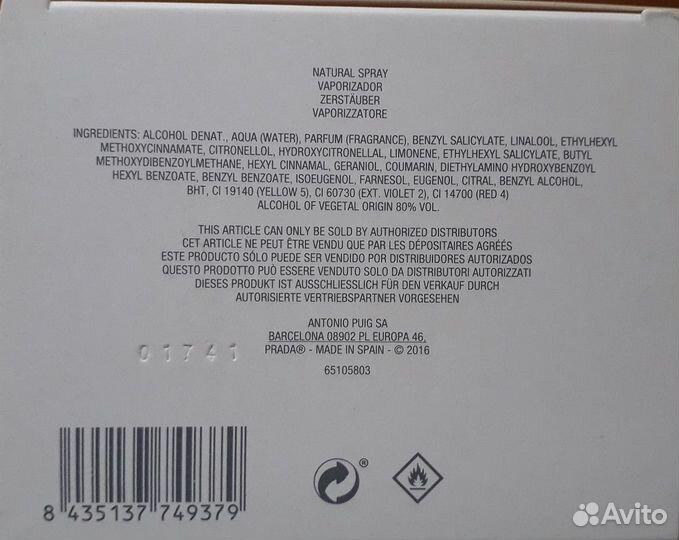 NATURAL SPRAY
VAPORIZADOR
ZERSTÄUBER
VAPORIZZATORE
INGREDIENTS: ALCOHOL DENAT., AQUA (WATER), PARFUM (FRAGRANCE), BENZYL SALICYLATE, LINALOOL, ETHYLHEXYL
METHOXYCINNAMATE, CITRONELLOL, HYDROXYCITRONELLAL, LIMONENE, ETHYLHEXYL SALICYLATE, BUTYL
METHOXYDIBENZOYLMETHANE, HEXYL CINNAMAL, GERANIOL, COUMARIN, DIETHYLAMINO HYDROXYBENZOYL
HEXYL BENZOATE, BENZYL BENZOATE, ISOEUGENOL, FARNESOL, EUGENOL, CITRAL, BENZYL ALCOHOL,
BHT, CI 19140 (YELLOW 5), CI 60730 (EXT. VIOLET 2), CI 14700 (RED 4)
ALCOHOL OF VEGETAL ORIGIN 80% VOL.
THIS ARTICLE CAN ONLY BE SOLD BY AUTHORIZED DISTRIBUTORS
CET ARTICLE NE PEUT ÊTRE VENDU QUE PAR LES DÉPOSITAIRES AGRÉÉS
ESTE PRODUCTO SÓLO PUEDE SER VENDIDO POR DISTRIBUIDORES AUTORIZADOS
QUESTO PRODOTTO PUÒ ESSERE VENDUTO SOLO DA DISTRIBUTORI AUTORIZZATI
DIESES PRODUKT IST AUSSCHLIESSLICH FÜR DEN VERKAUF DURCH
AUTORISIERTE VERTRIEBSPARTNER VORGESEHEN
ANTONIO PUIG SA
BARCELONA 08902 PL EUROPA 46,
PRADA® - MADE IN SPAIN - © 2016
01741
65105803
®
8 435137 749379
Avito